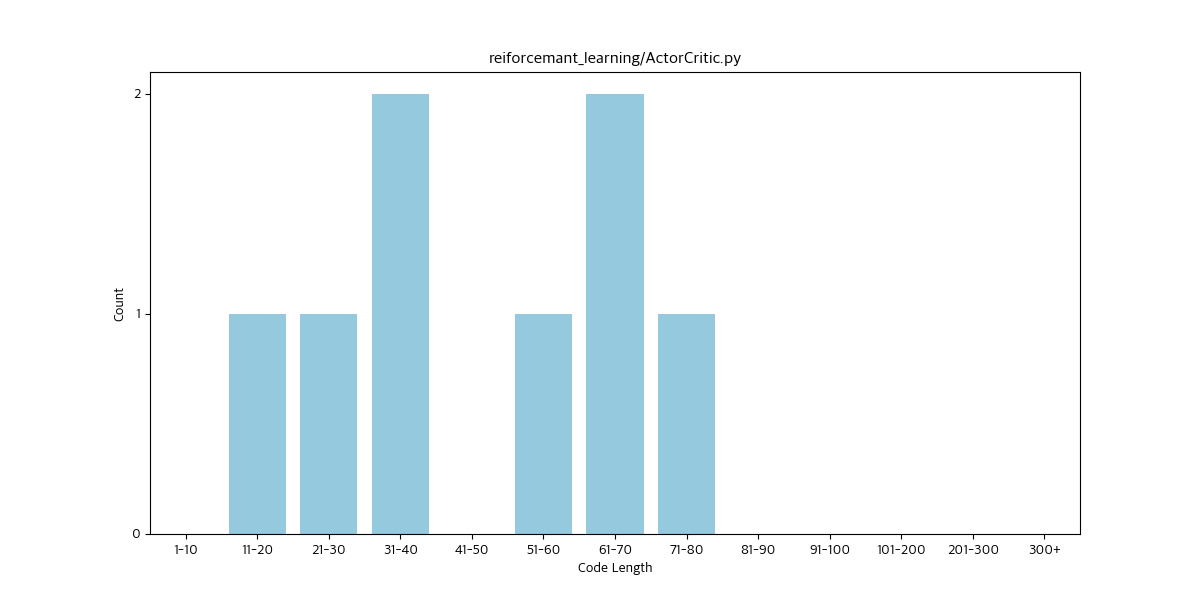 reiforcemant_learning/ActorCritic.py
Count
2
1
0
1-10 11-20 21-30 31-40 41-50 51-60 61-70 71-80 81-90 91-100 101-200 201-300 300+
Code Length